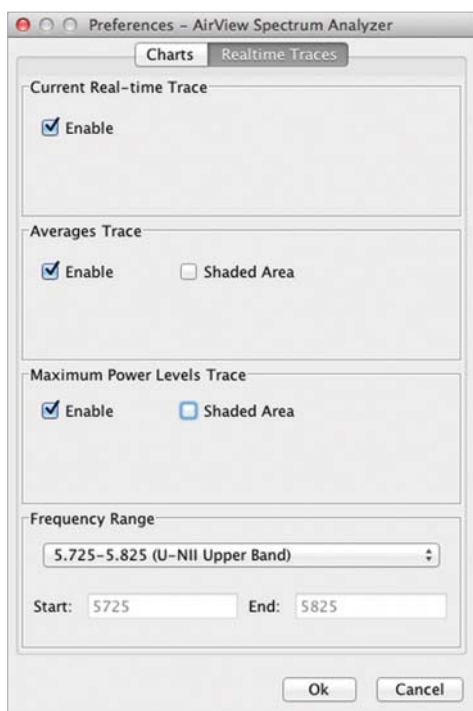 Preferences – AirView Spectrum Analyzer
Charts Realtime Traces
Current Real-time Trace
Enable
Averages Trace
Enable Shaded Area
Maximum Power Levels Trace
Enable Shaded Area
Frequency Range
5.725-5.825 (U-NII Upper Band)
Start: 5725 End: 5825
Ok Cancel